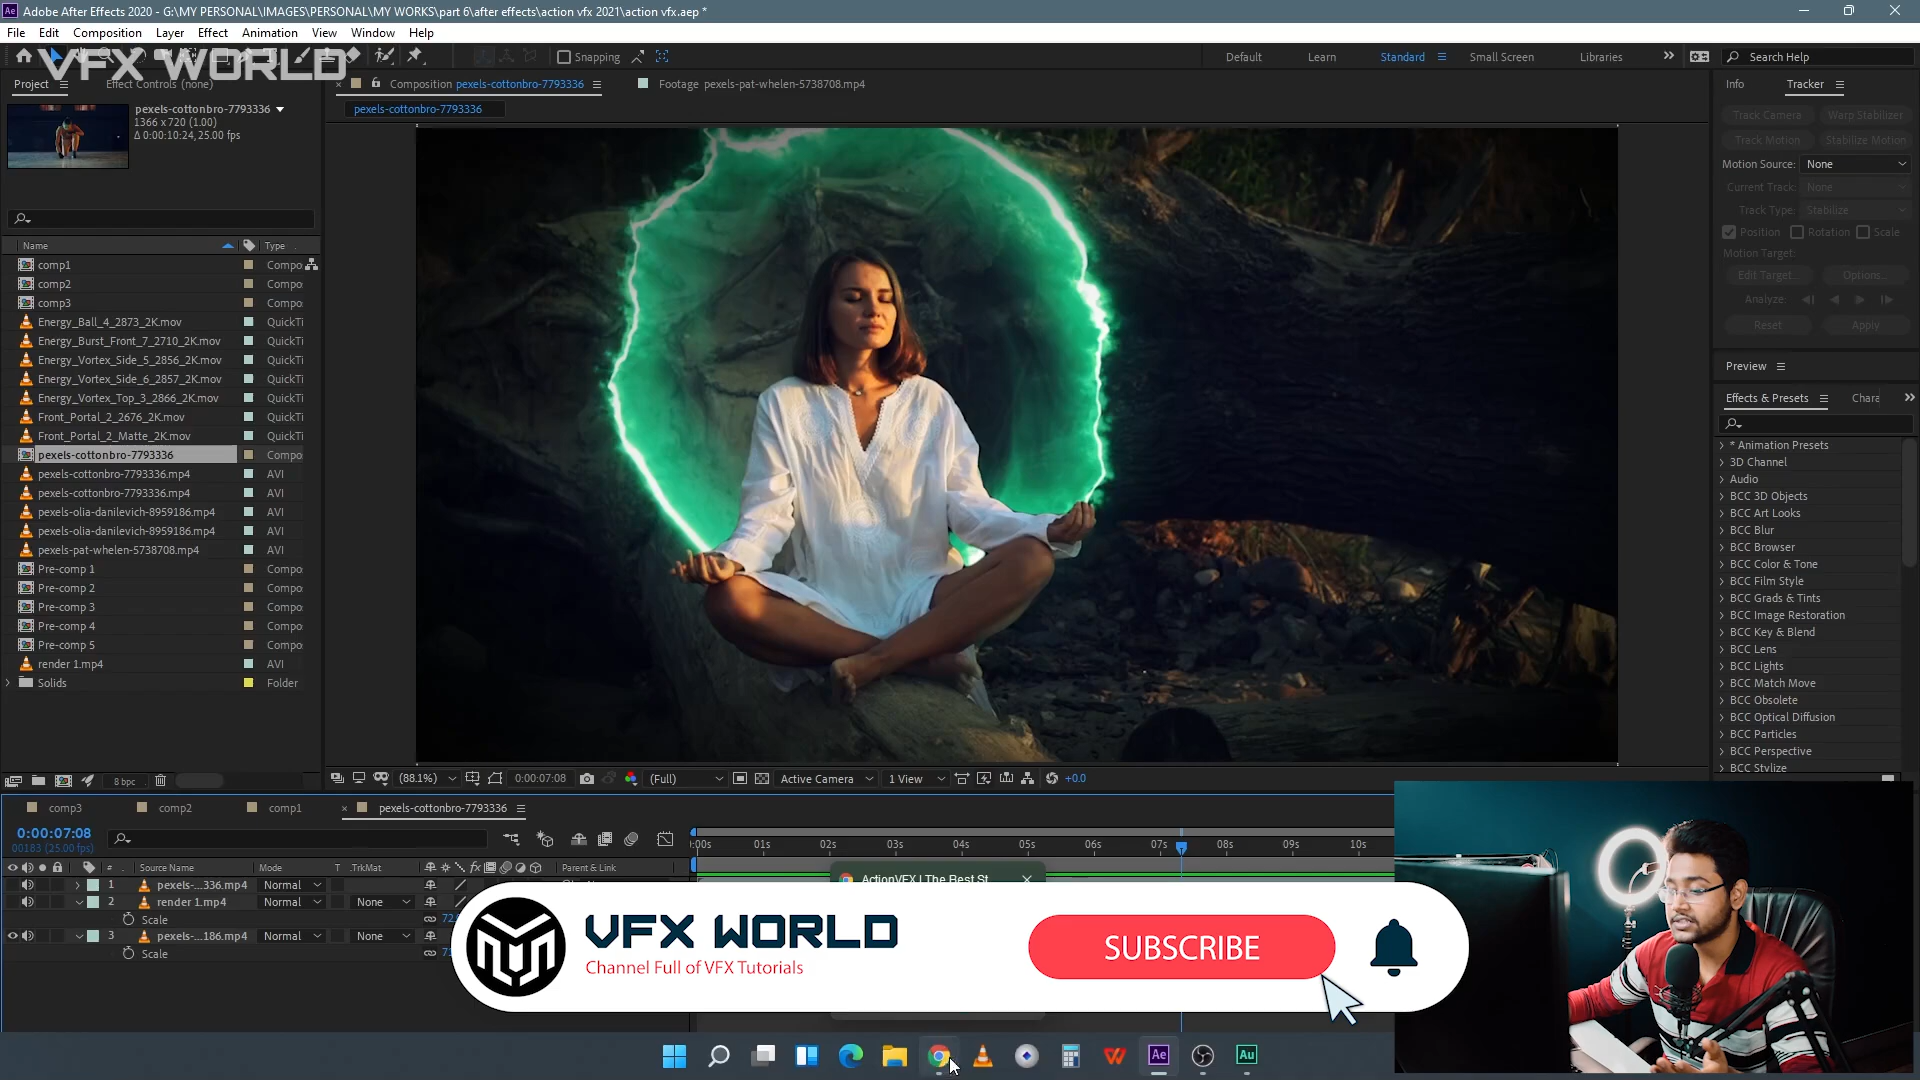 Adobe After Effects 2020 - G:\MY PERSONAL\IMAGES\PERSONAL\MY WORKS\part 6\after effects\action vfx 2021\action vfx.aep *
File Edit Composition Layer Effect Animation View Window Help
VFX WORLD
Snapping
Default Learn Standard Small Screen Libraries
Search Help
Project Effect Controls (none)
Composition pexels-cottonbro-7793336
Footage pexels-pat-whelen-5738708.mp4
Info Tracker
pexels-cottonbro-7793336
1366 x 720 (1.00)
Δ 0:00:10:24, 25.00 fps
pexels-cottonbro-7793336
Track Camera Warp Stabilizer
Track Motion Stabilize Motion
Motion Source: None
Current Track: None
Track Type: Stabilize
Position Rotation Scale
Motion Target:
Edit Target... Options...
Analyze:
Reset Apply
Preview
Effects & Presets
Name Type
comp1 Compo
comp2 Compo
comp3 Compo
Energy_Ball_4_2873_2K.mov QuickTi
Energy_Burst_Front_7_2710_2K.mov QuickTi
Energy_Vortex_Side_5_2856_2K.mov QuickTi
Energy_Vortex_Side_6_2857_2K.mov QuickTi
Energy_Vortex_Top_3_2866_2K.mov QuickTi
Front_Portal_2_2676_2K.mov QuickTi
Front_Portal_2_Matte_2K.mov QuickTi
pexels-cottonbro-7793336 Compo
pexels-cottonbro-7793336.mp4 AVI
pexels-cottonbro-7793336.mp4 AVI
pexels-olia-danilevich-8959186.mp4 AVI
pexels-olia-danilevich-8959186.mp4 AVI
pexels-pat-whelen-5738708.mp4 AVI
Pre-comp 1 Compo
Pre-comp 2 Compo
Pre-comp 3 Compo
Pre-comp 4 Compo
Pre-comp 5 Compo
render 1.mp4 AVI
Solids Folder
* Animation Presets
3D Channel
Audio
BCC 3D Objects
BCC Art Looks
BCC Blur
BCC Browser
BCC Color & Tone
BCC Film Style
BCC Grads & Tints
BCC Image Restoration
BCC Key & Blend
BCC Lens
BCC Lights
BCC Match Move
BCC Obsolete
BCC Optical Diffusion
BCC Particles
BCC Perspective
BCC Stylize
8 bpc
(88.1%) 0:00:07:08 (Full) Active Camera 1 View +0.0
comp3 comp2 comp1 pexels-cottonbro-7793336
0:00:07:08
00183 (25.00 fps)
:00s 01s 02s 03s 04s 05s 06s 07s 08s 09s 10s
# Source Name Mode T .TrkMat Parent & Link
1 pexels-...336.mp4 Normal
2 render 1.mp4 Normal None
Scale 72.
3 pexels-...186.mp4 Normal None
Scale
ActionVFX | The Best St
VFX WORLD
Channel Full of VFX Tutorials
SUBSCRIBE
Ae Au